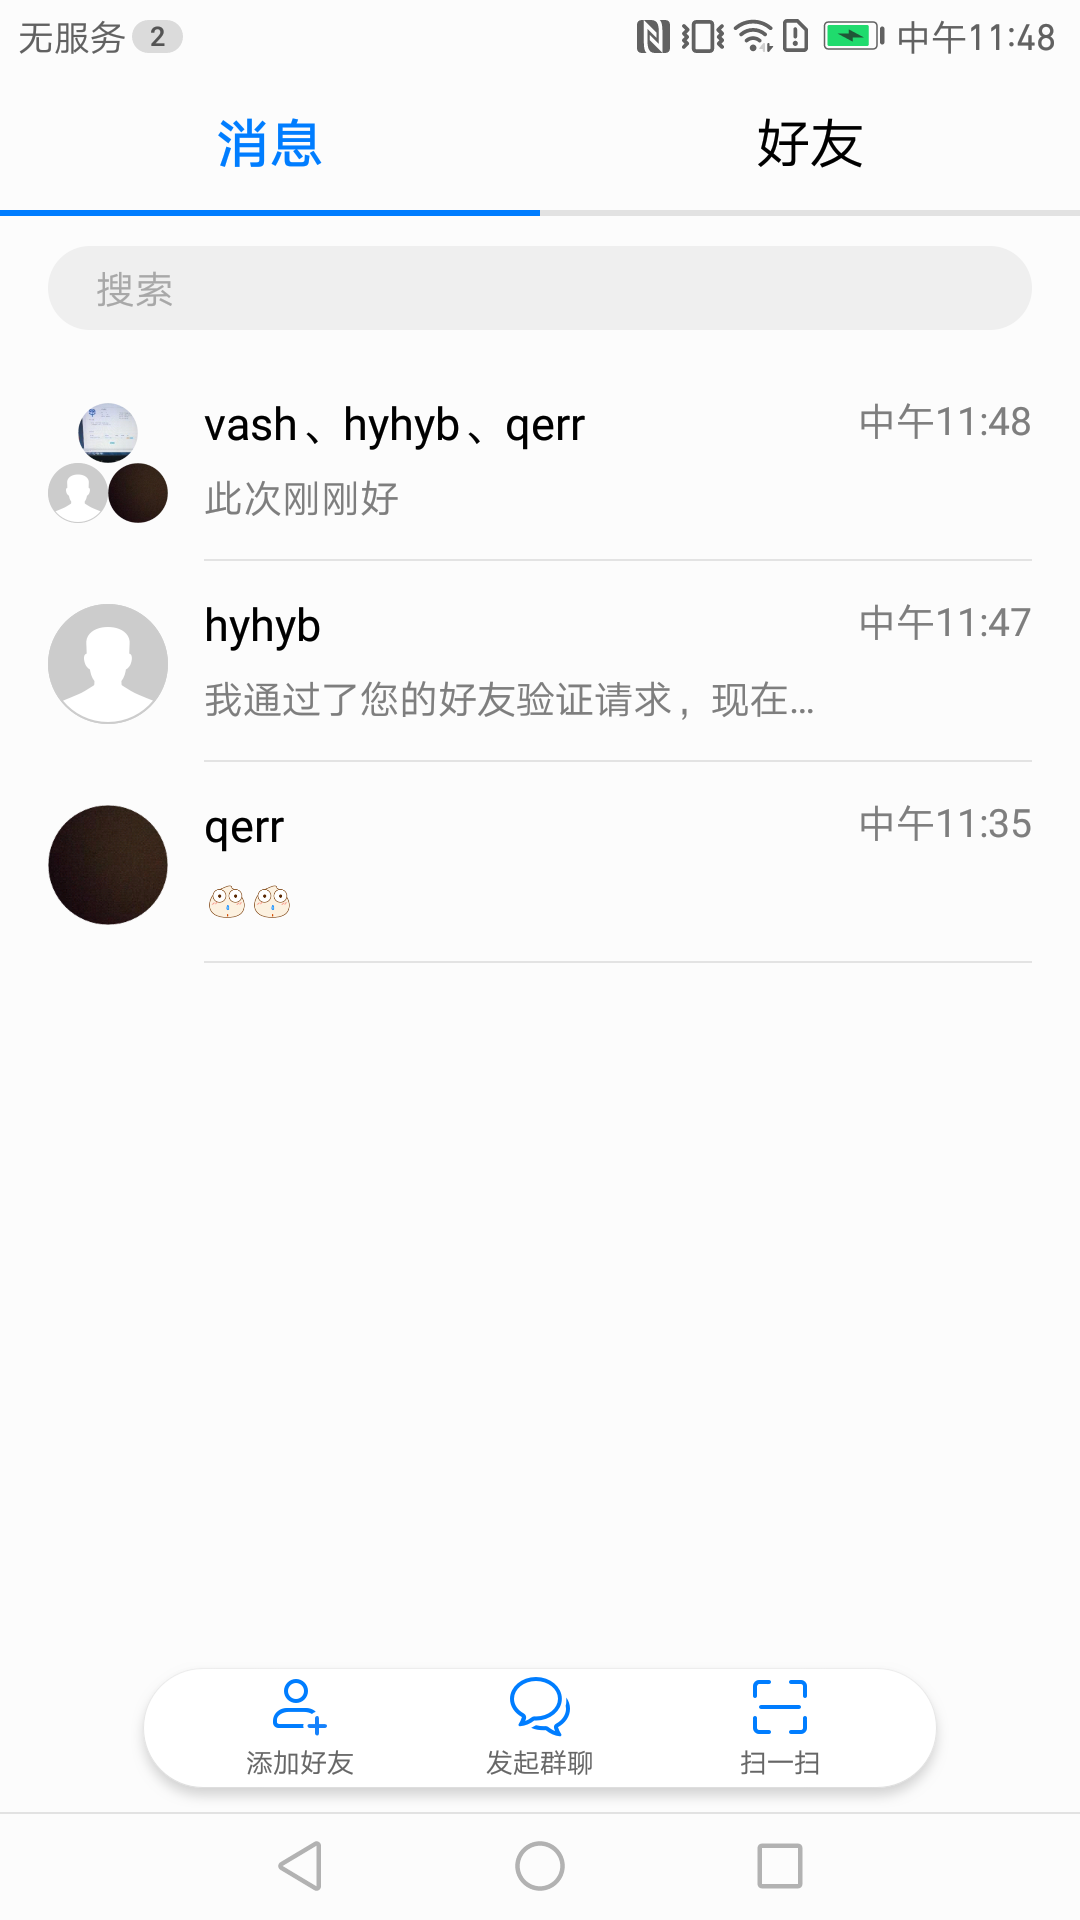 无服务 2 中午11:48
消息 好友
搜索
vash、hyhyb、qerr 中午11:48
此次刚刚好
hyhyb 中午11:47
我通过了您的好友验证请求，现在...
qerr 中午11:35
添加好友 发起群聊 扫一扫